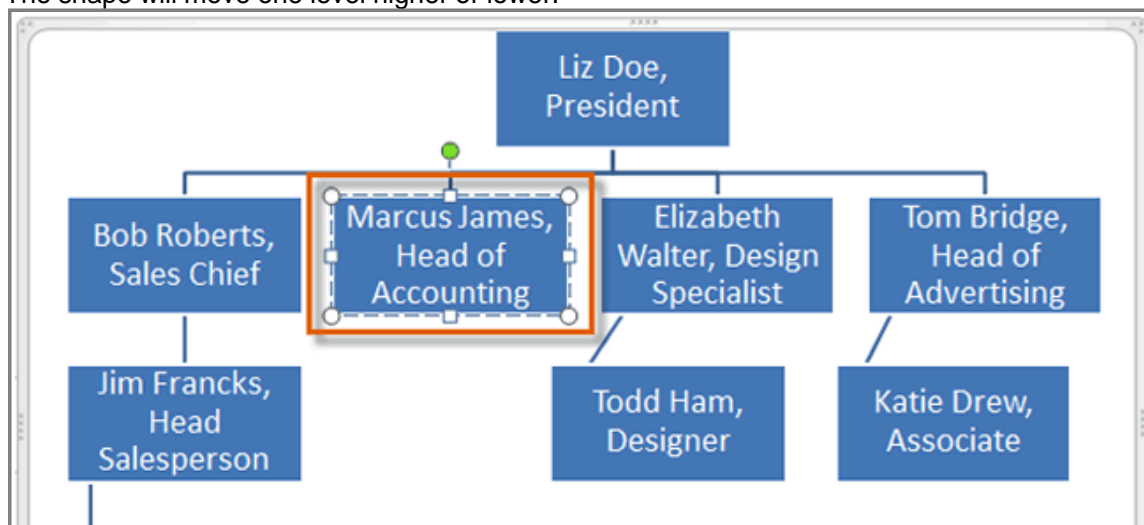 The shape will move one level higher or lower.
Liz Doe,
President
Bob Roberts,
Sales Chief
Marcus James,
Head of
Accounting
Elizabeth
Walter, Design
Specialist
Tom Bridge,
Head of
Advertising
Jim Francks,
Head
Salesperson
Todd Ham,
Designer
Katie Drew,
Associate